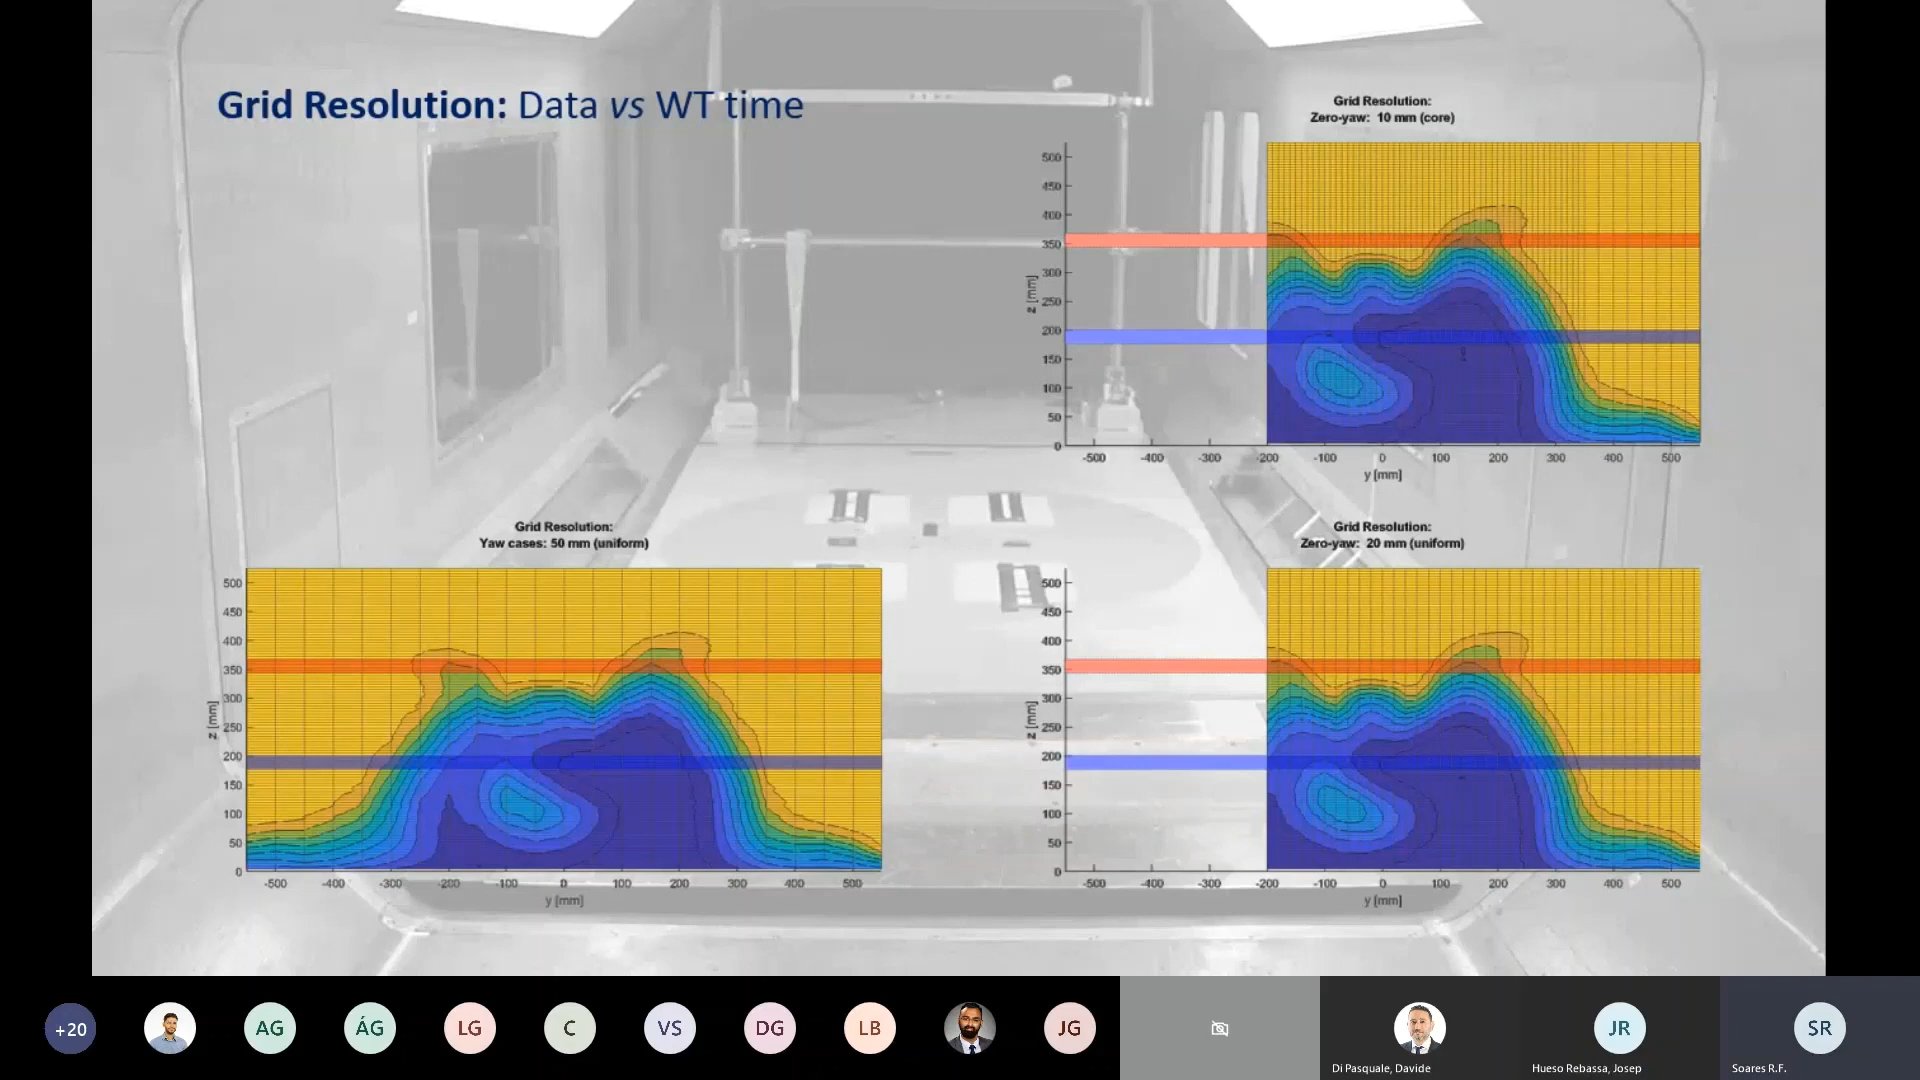 Grid Resolution: Data vs WT time
Grid Resolution:
Zero-yaw: 10 mm (core)
500
450
400
350
300
250
200
150
100
50
0
z [mm]
-500 -400 -300 -200 -100 0 100 200 300 400 500
y [mm]
Grid Resolution:
Yaw cases: 50 mm (uniform)
500
450
400
350
300
250
200
150
100
50
0
z [mm]
-500 -400 -300 -200 -100 0 100 200 300 400 500
y [mm]
Grid Resolution:
Zero-yaw: 20 mm (uniform)
500
450
400
350
300
250
200
150
100
50
0
z [mm]
-500 -400 -300 -200 -100 0 100 200 300 400 500
y [mm]
+20 AG ÁG LG C VS DG LB JG JR SR
Di Pasquale, Davide Hueso Rebassa, Josep Soares R.F.